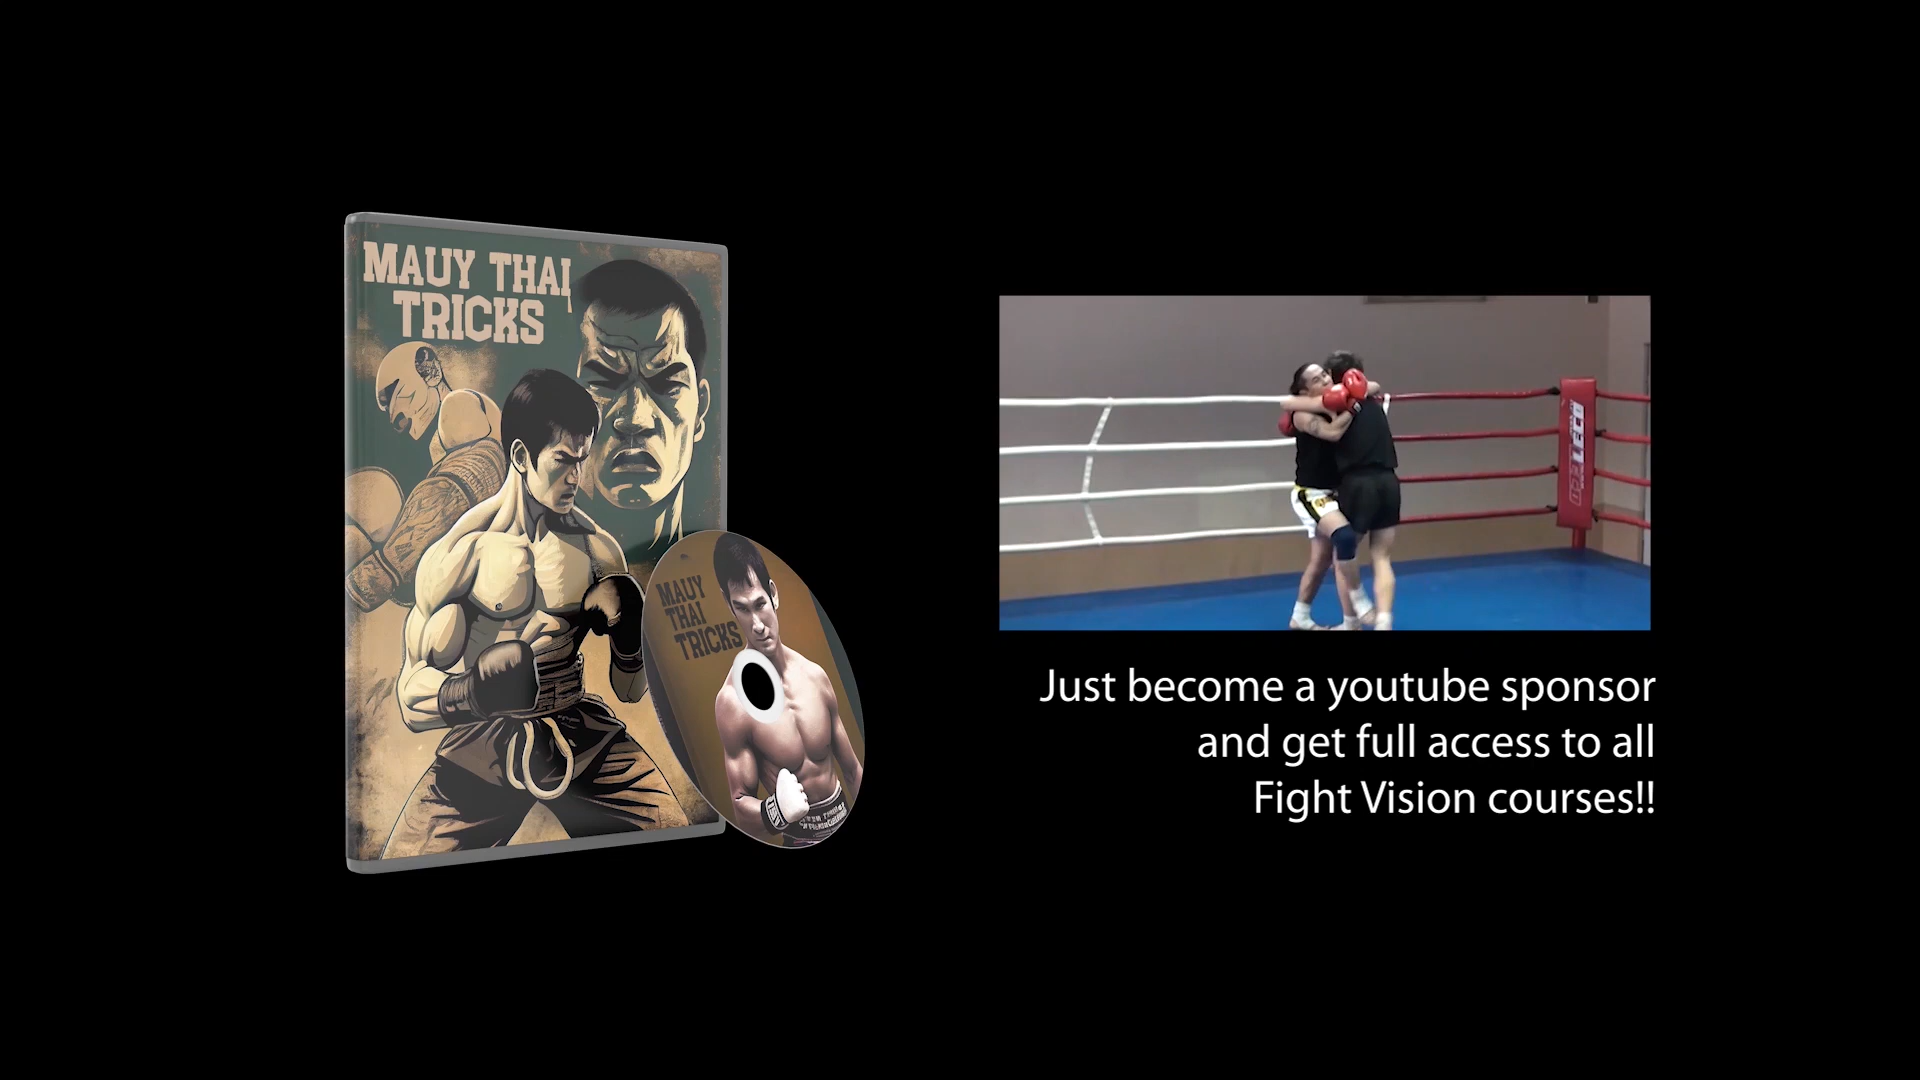 MAUY THAI
TRICKS
MAUY
THAI
TRICKS
Just become a youtube sponsor
and get full access to all
Fight Vision courses!!